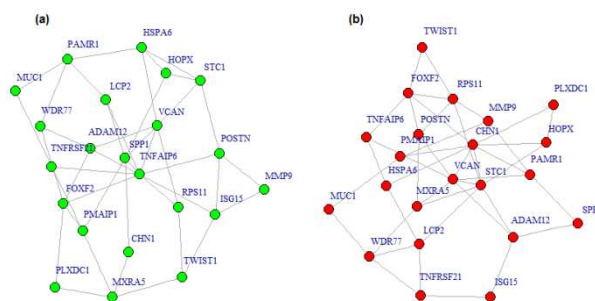 (a)
HSPA6
PAMR1
HOPX
STC1
MUC1
LCP2
WDR77
VCAN
ADAM12
TNFRSF21
SPP1
POSTN
TNFAIP6
MMP9
FOXF2
RPS11
PMAIP1
ISG15
CHN1
PLXDC1
TWIST1
MXRA5
(b)
TWIST1
FOXF2
RPS11
PLXDC1
MMP9
TNFAIP6
POSTN
CHN1
HOPX
PMAIP1
VCAN
PAMR1
HSPA6
STC1
MUC1
MXRA5
ADAM12
LCP2
WDR77
TNFRSF21
ISG15